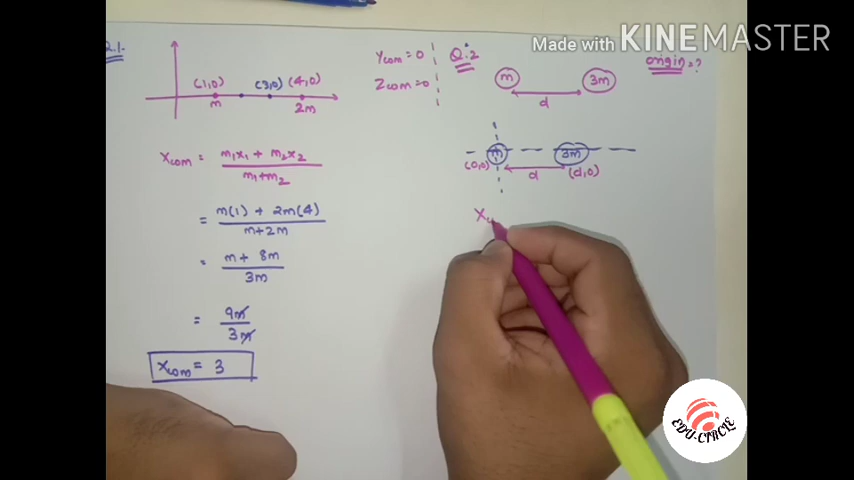 Made with KINEMASTER
Q.1.
(1,0) (3,0) (4,0)
m 2m
Ycom = 0
Zcom = 0
Xcom = m₁x₁ + m₂x₂ / m₁+m₂
= m(1) + 2m(4) / m+2m
= m + 8m / 3m
= 9m / 3m
Xcom = 3
Q.2 origin = ?
m 3m
d
m 3m
(0,0) d (d,0)
X
EDU-CIRCLE